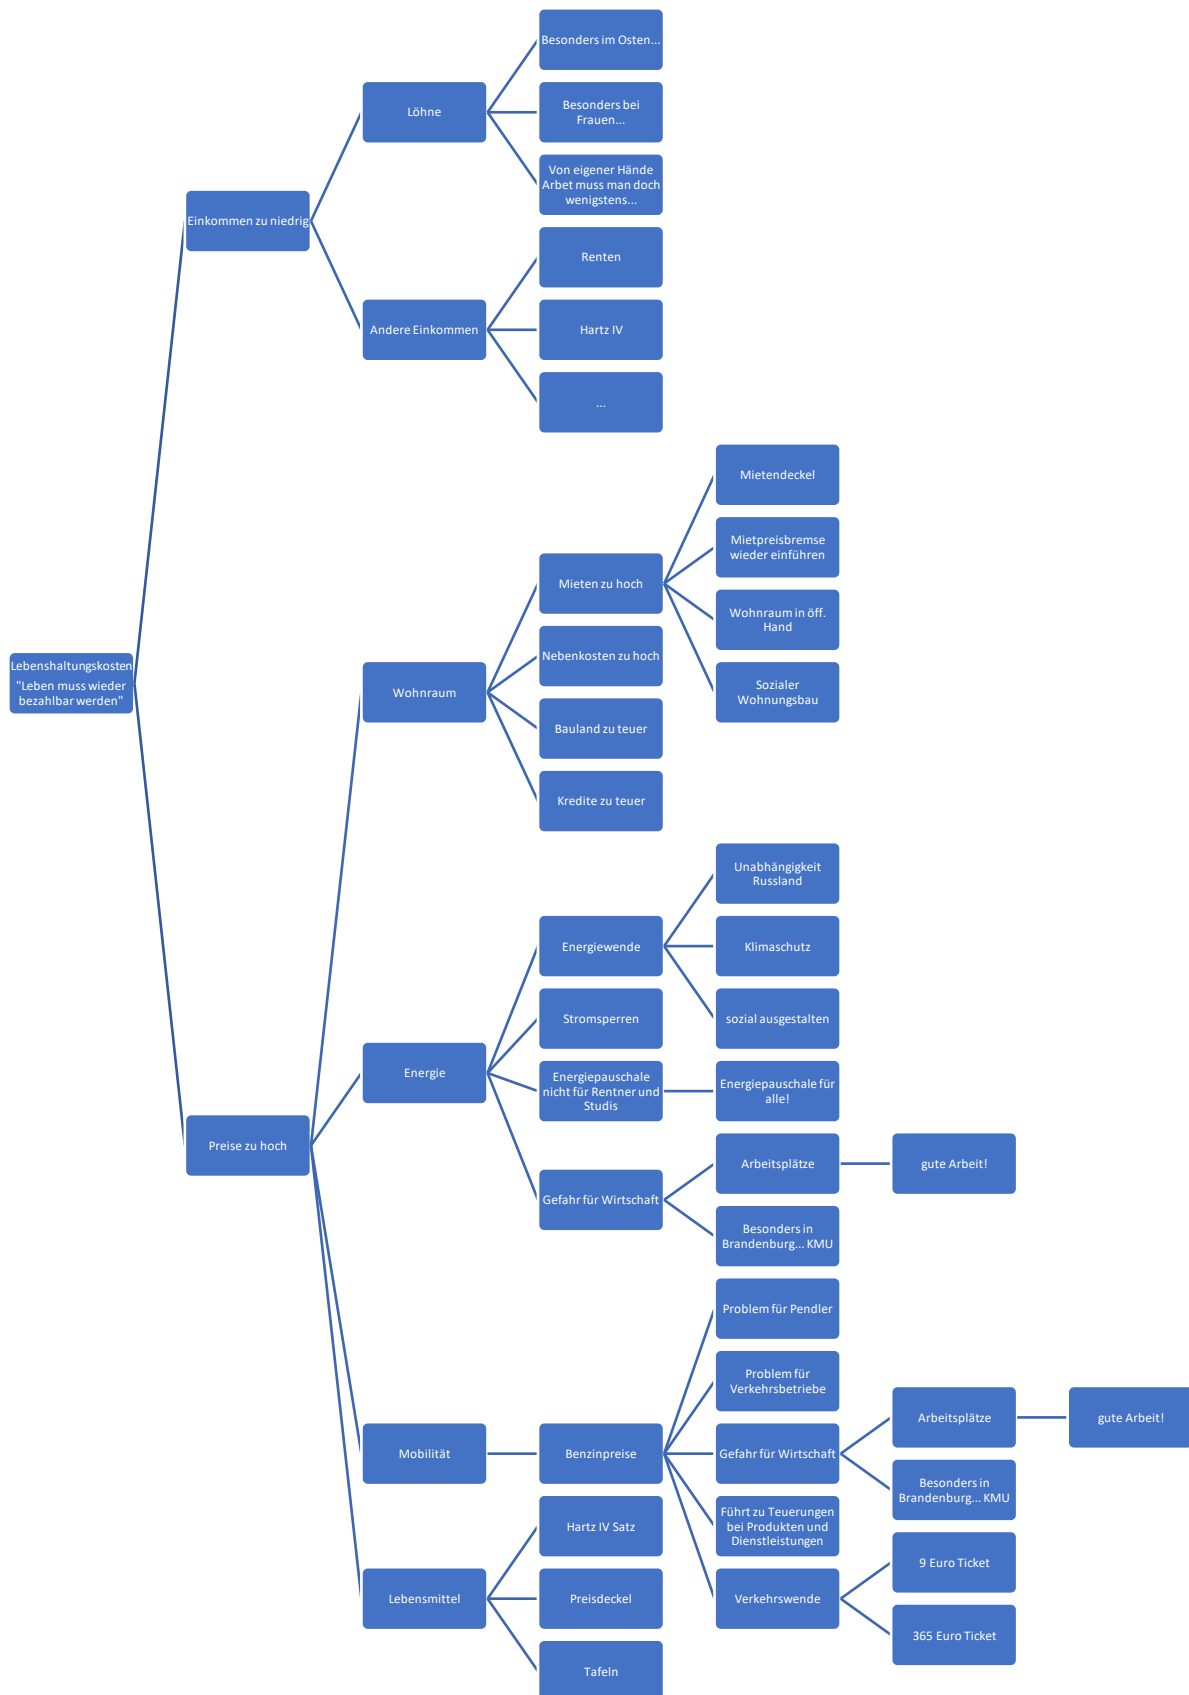 Besonders im Osten...
Löhne
Besonders bei
Frauen...
Von eigener Hände
Arbet muss man doch
wenigstens...
Einkommen zu niedrig
Renten
Andere Einkommen
Hartz IV
...
Mietendeckel
Mietpreisbremse
wieder einführen
Mieten zu hoch
Wohnraum in öff.
Hand
Nebenkosten zu hoch
Lebenshaltungskosten
"Leben muss wieder
bezahlbar werden"
Wohnraum
Sozialer
Wohnungsbau
Bauland zu teuer
Kredite zu teuer
Unabhängigkeit
Russland
Energiewende
Klimaschutz
Stromsperren
sozial ausgestalten
Energie
Energiepauschale
nicht für Rentner und
Studis
Energiepauschale für
alle!
Preise zu hoch
Arbeitsplätze
gute Arbeit!
Gefahr für Wirtschaft
Besonders in
Brandenburg... KMU
Problem für Pendler
Problem für
Verkehrsbetriebe
Arbeitsplätze
gute Arbeit!
Mobilität
Benzinpreise
Gefahr für Wirtschaft
Besonders in
Brandenburg... KMU
Hartz IV Satz
Führt zu Teuerungen
bei Produkten und
Dienstleistungen
9 Euro Ticket
Lebensmittel
Preisdeckel
Verkehrswende
365 Euro Ticket
Tafeln